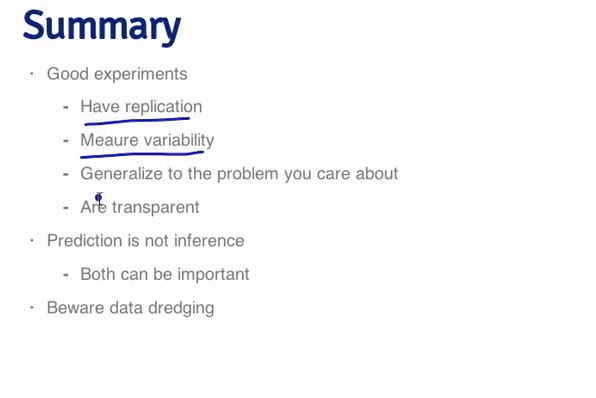 Summary
· Good experiments
- Have replication
- Meaure variability
- Generalize to the problem you care about
- Are transparent
· Prediction is not inference
- Both can be important
· Beware data dredging